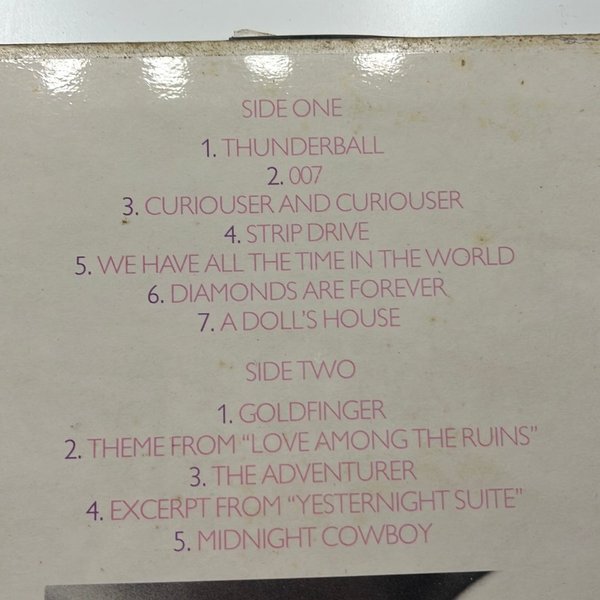 SIDE ONE
1. THUNDERBALL
2. 007
3. CURIOUSER AND CURIOUSER
4. STRIP DRIVE
5. WE HAVE ALL THE TIME IN THE WORLD
6. DIAMONDS ARE FOREVER
7. A DOLL'S HOUSE
SIDE TWO
1. GOLDFINGER
2. THEME FROM "LOVE AMONG THE RUINS"
3. THE ADVENTURER
4. EXCERPT FROM "YESTERNIGHT SUITE"
5. MIDNIGHT COWBOY